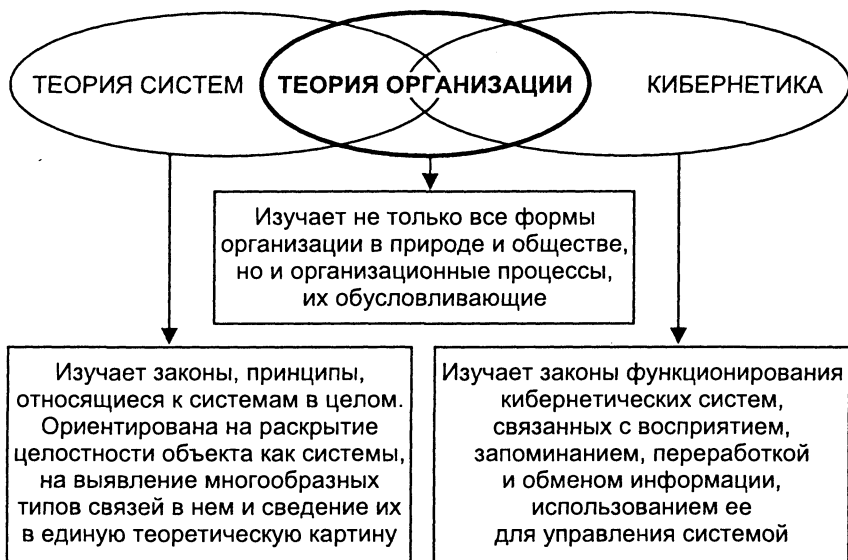 ТЕОРИЯ СИСТЕМ
ТЕОРИЯ ОРГАНИЗАЦИИ
КИБЕРНЕТИКА
Изучает не только все формы
организации в природе и обществе,
но и организационные процессы,
их обусловливающие
Изучает законы, принципы,
относящиеся к системам в целом.
Ориентирована на раскрытие
целостности объекта как системы,
на выявление многообразных
типов связей в нем и сведение их
в единую теоретическую картину
Изучает законы функционирования
кибернетических систем,
связанных с восприятием,
запоминанием, переработкой
и обменом информации,
использованием ее
для управления системой